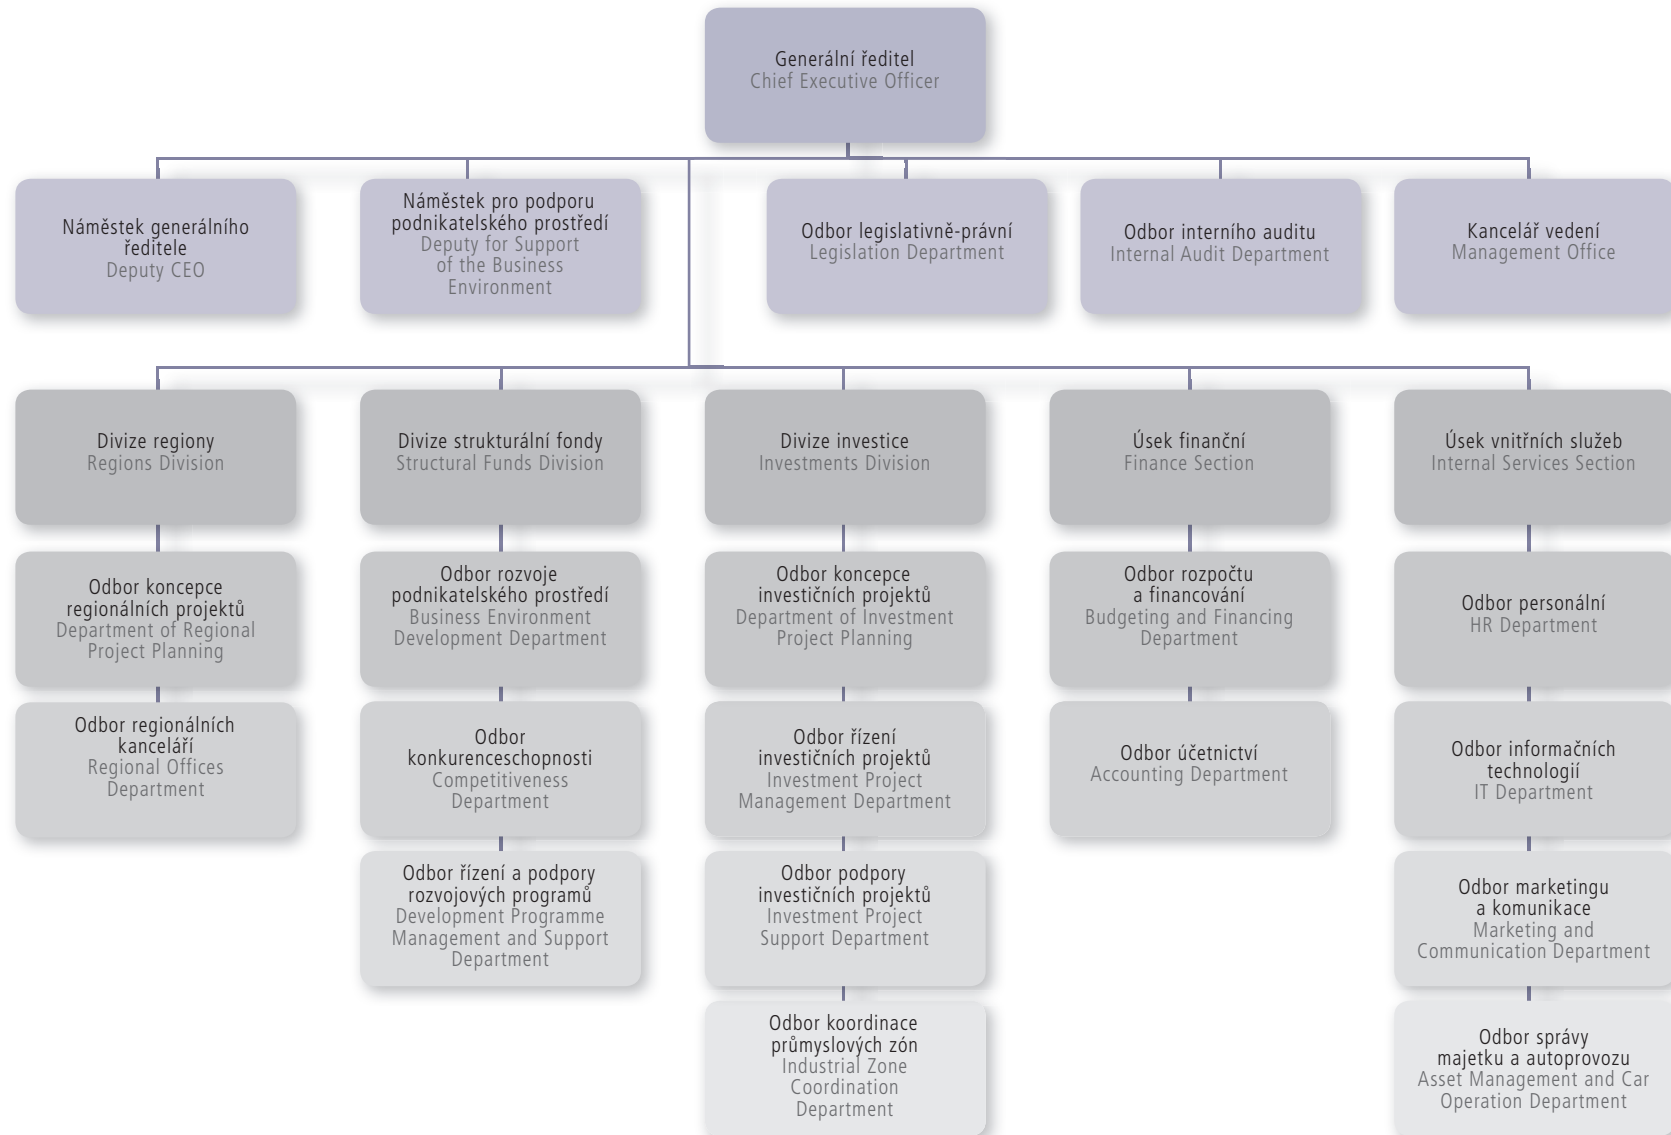 Generální ředitel
Chief Executive Officer
Náměstek generálního
ředitele
Deputy CEO
Náměstek pro podporu
podnikatelského prostředí
Deputy for Support
of the Business
Environment
Odbor legislativně-právní
Legislation Department
Odbor interního auditu
Internal Audit Department
Kancelář vedení
Management Office
Divize regiony
Regions Division
Divize strukturální fondy
Structural Funds Division
Divize investice
Investments Division
Úsek finanční
Finance Section
Úsek vnitřních služeb
Internal Services Section
Odbor koncepce
regionálních projektů
Department of Regional
Project Planning
Odbor rozvoje
podnikatelského prostředí
Business Environment
Development Department
Odbor koncepce
investičních projektů
Department of Investment
Project Planning
Odbor rozpočtu
a financování
Budgeting and Financing
Department
Odbor personální
HR Department
Odbor regionálních
kanceláří
Regional Offices
Department
Odbor
konkurenceschopnosti
Competitiveness
Department
Odbor řízení
investičních projektů
Investment Project
Management Department
Odbor účetnictví
Accounting Department
Odbor informačních
technologií
IT Department
Odbor řízení a podpory
rozvojových programů
Development Programme
Management and Support
Department
Odbor podpory
investičních projektů
Investment Project
Support Department
Odbor marketingu
a komunikace
Marketing and
Communication Department
Odbor koordinace
průmyslových zón
Industrial Zone
Coordination
Department
Odbor správy
majetku a autoprovozu
Asset Management and Car
Operation Department